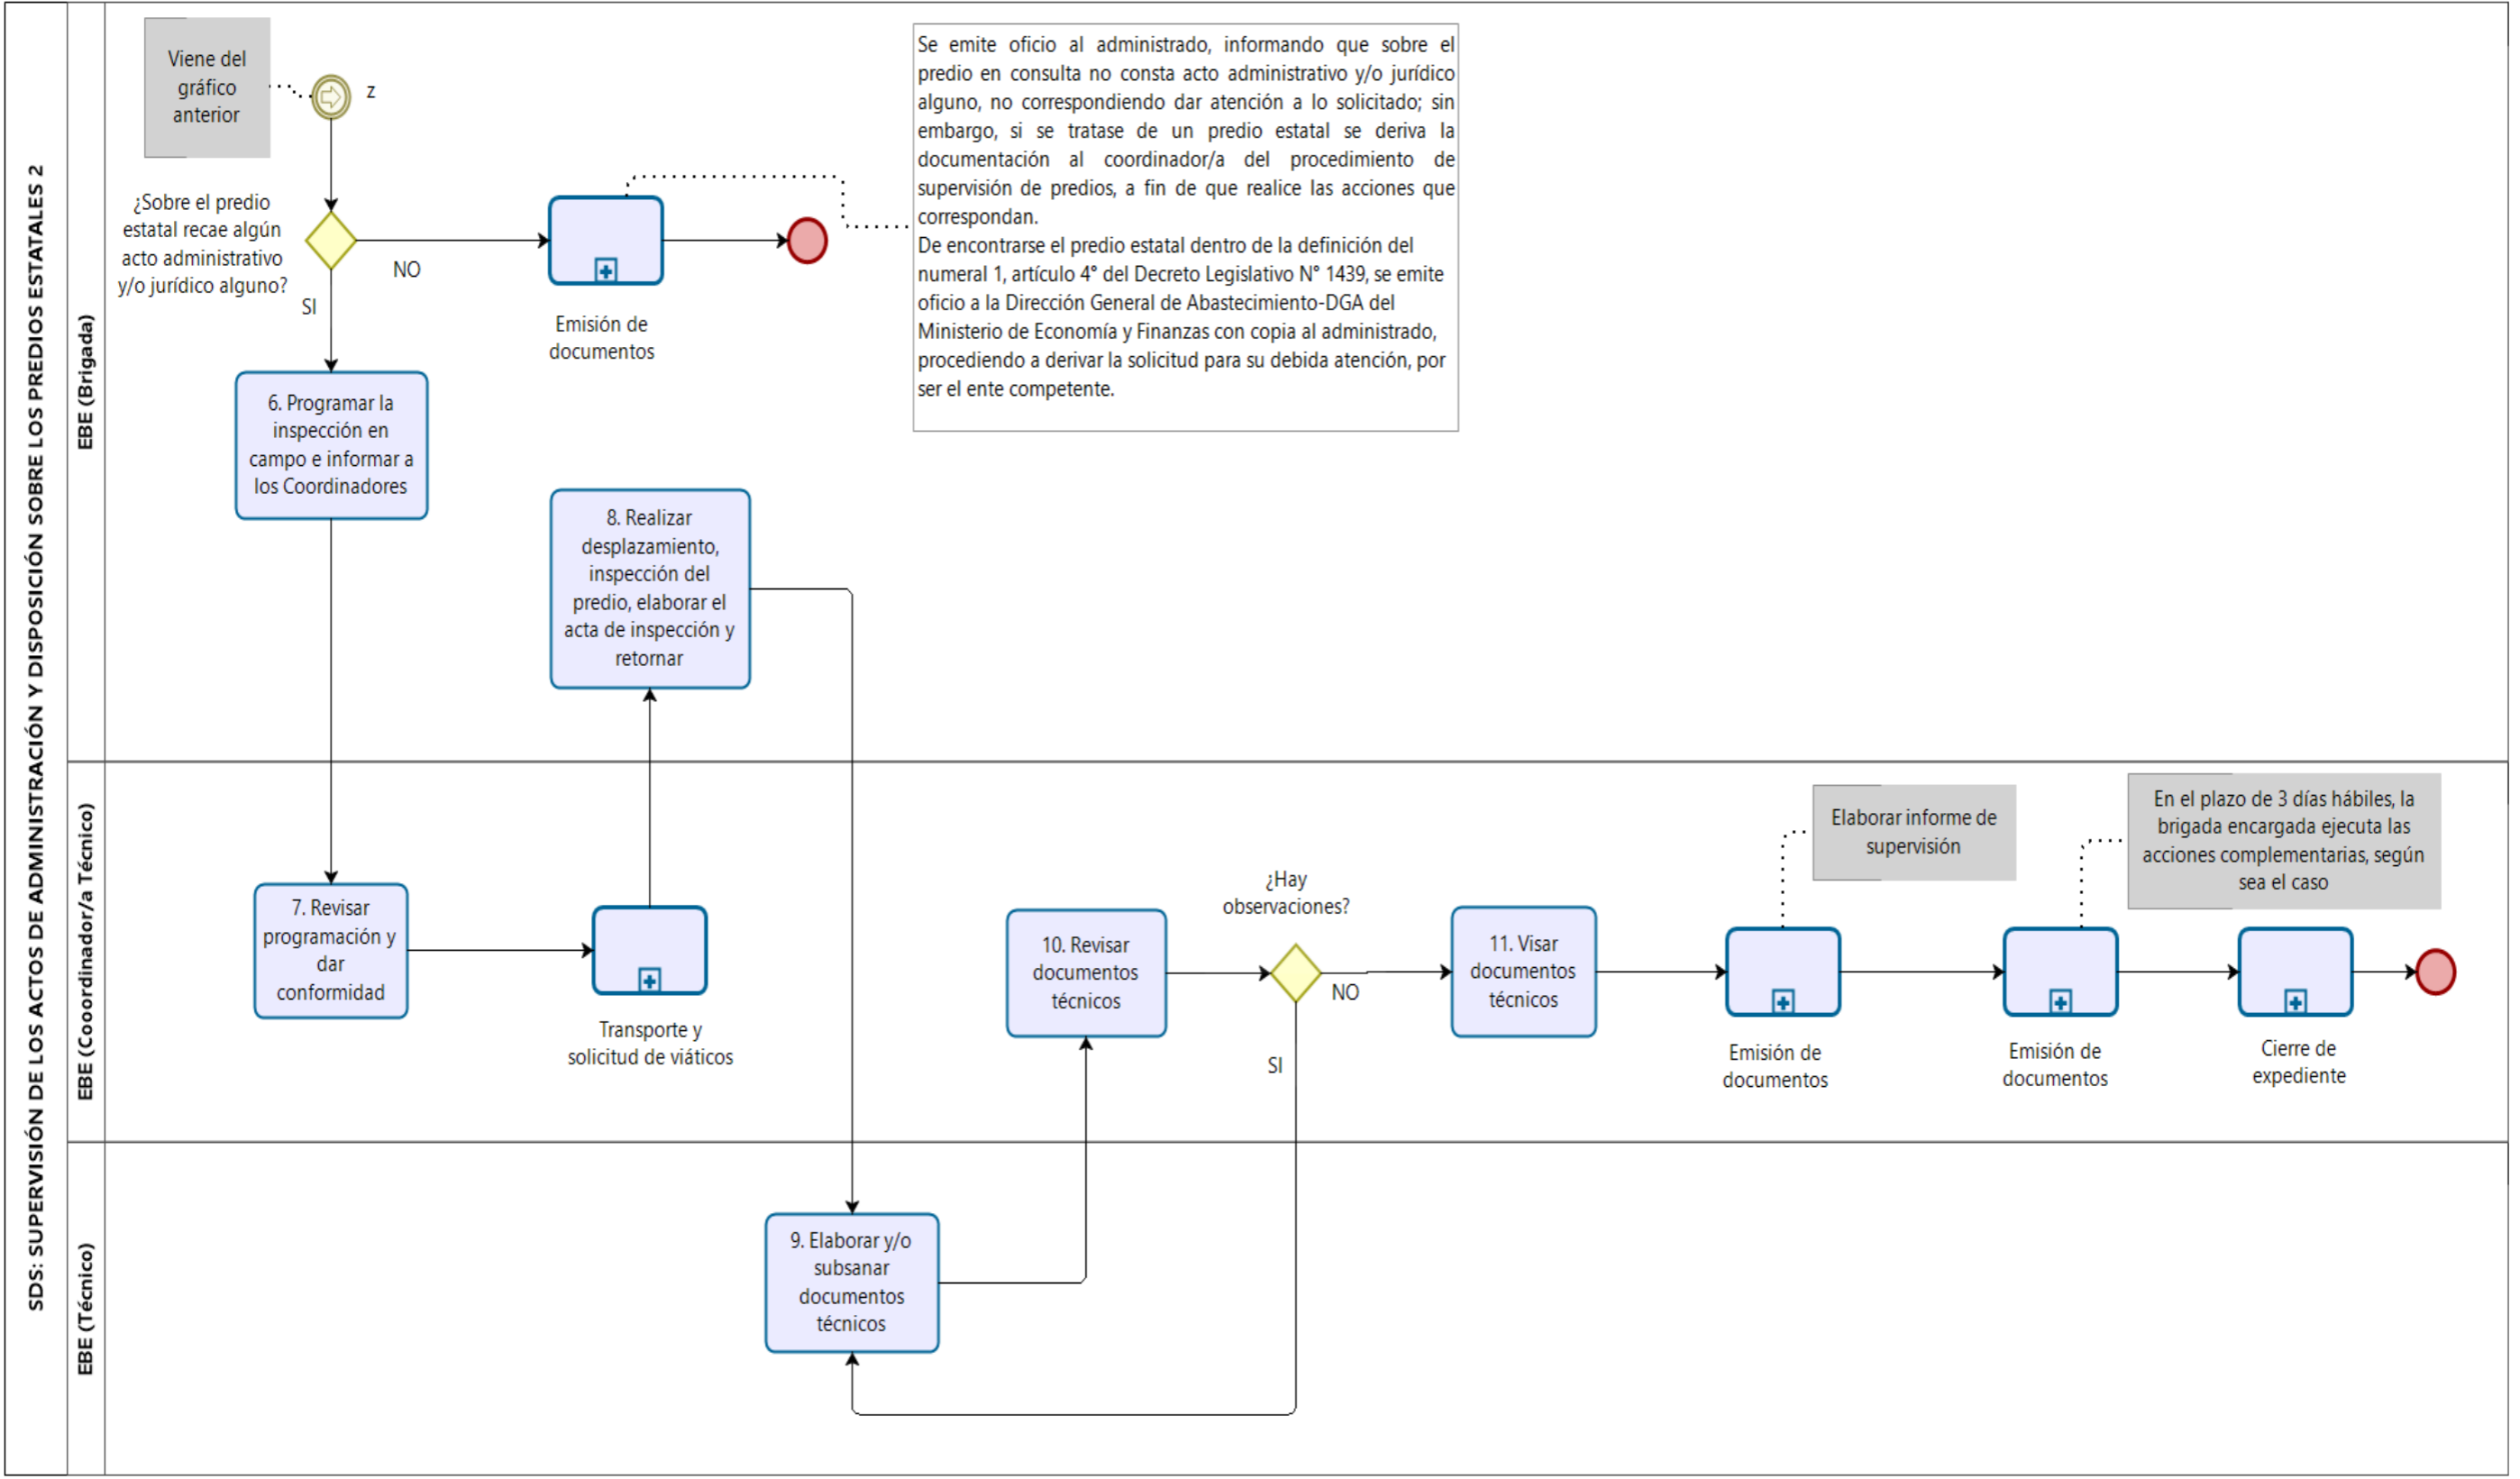 SDS: SUPERVISIÓN DE LOS ACTOS DE ADMINISTRACIÓN Y DISPOSICIÓN SOBRE LOS PREDIOS ESTATALES 2
EBE (Brigada)
Viene del
gráfico
anterior
z
¿Sobre el predio
estatal recae algún
acto administrativo
y/o jurídico alguno?
NO
SI
Emisión de
documentos
Se emite oficio al administrado, informando que sobre el
predio en consulta no consta acto administrativo y/o jurídico
alguno, no correspondiendo dar atención a lo solicitado; sin
embargo, si se tratase de un predio estatal se deriva la
documentación al coordinador/a del procedimiento de
supervisión de predios, a fin de que realice las acciones que
correspondan.
De encontrarse el predio estatal dentro de la definición del
numeral 1, artículo 4° del Decreto Legislativo N° 1439, se emite
oficio a la Dirección General de Abastecimiento-DGA del
Ministerio de Economía y Finanzas con copia al administrado,
procediendo a derivar la solicitud para su debida atención, por
ser el ente competente.
6. Programar la
inspección en
campo e informar a
los Coordinadores
8. Realizar
desplazamiento,
inspección del
predio, elaborar el
acta de inspección y
retornar
EBE (Cooordinador/a Técnico)
7. Revisar
programación y
dar
conformidad
Transporte y
solicitud de viáticos
10. Revisar
documentos
técnicos
¿Hay
observaciones?
NO
SI
11. Visar
documentos
técnicos
Elaborar informe de
supervisión
Emisión de
documentos
En el plazo de 3 días hábiles, la
brigada encargada ejecuta las
acciones complementarias, según
sea el caso
Emisión de
documentos
Cierre de
expediente
EBE (Técnico)
9. Elaborar y/o
subsanar
documentos
técnicos